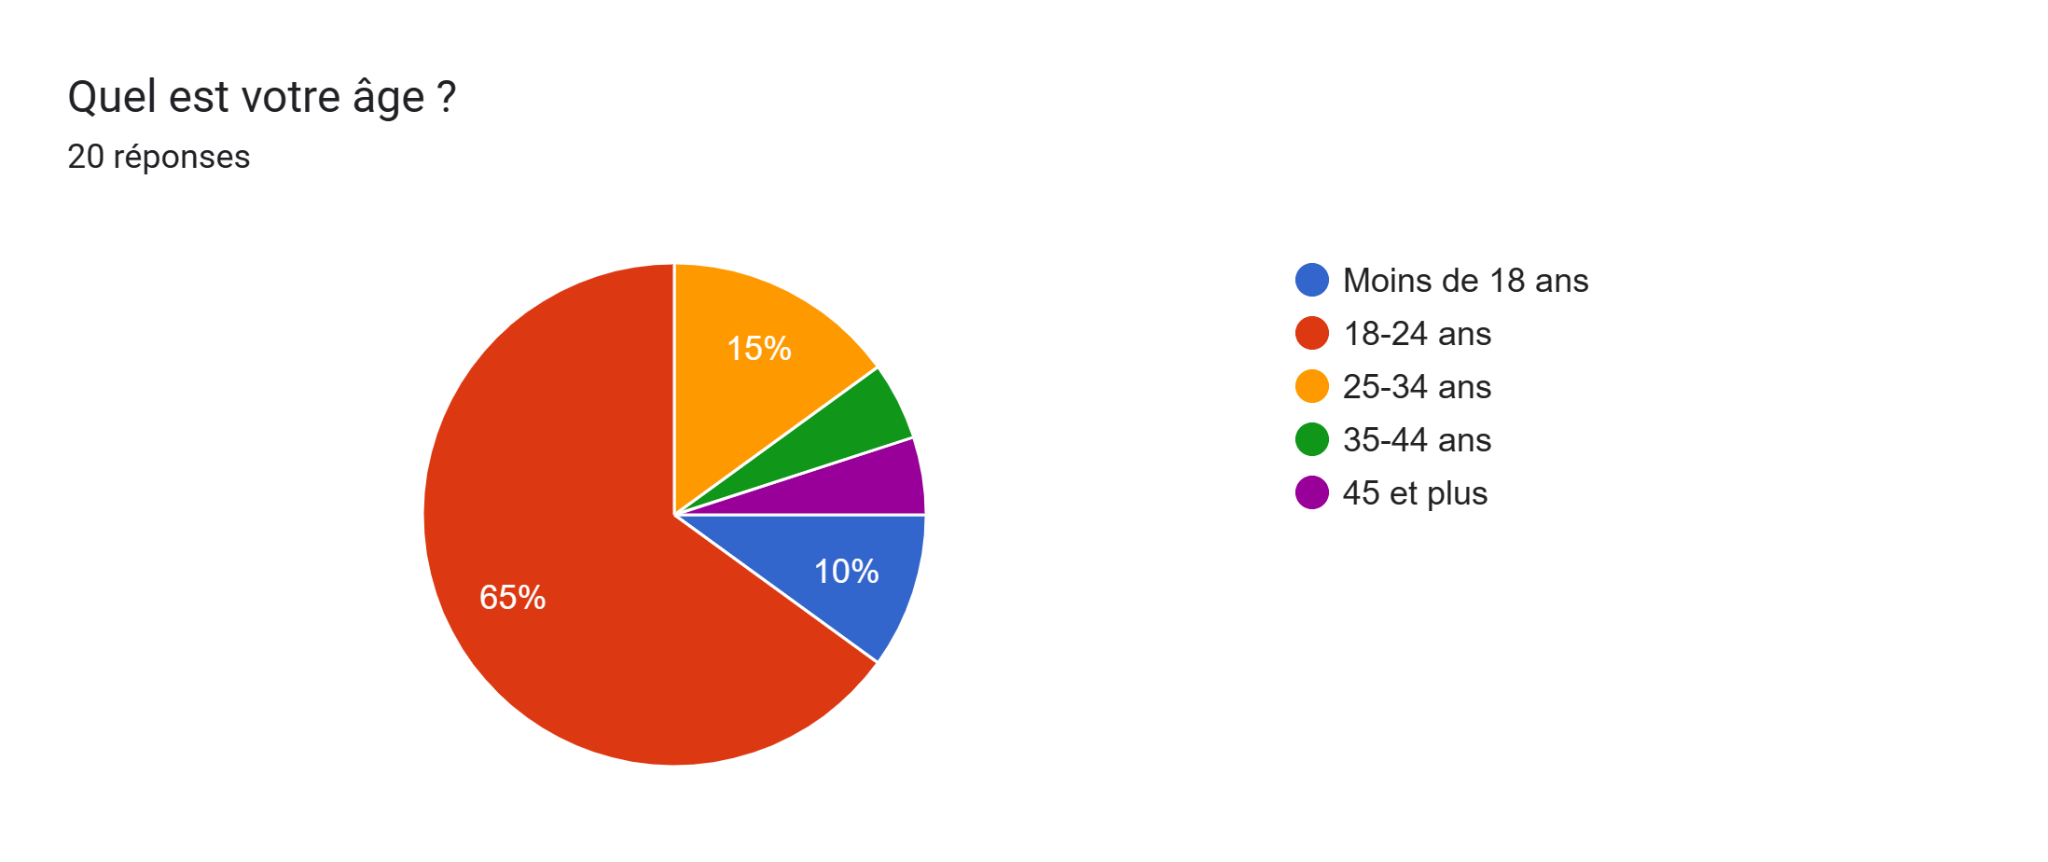 Quel est votre âge ?
20 réponses
15%
10%
65%
Moins de 18 ans
18-24 ans
25-34 ans
35-44 ans
45 et plus